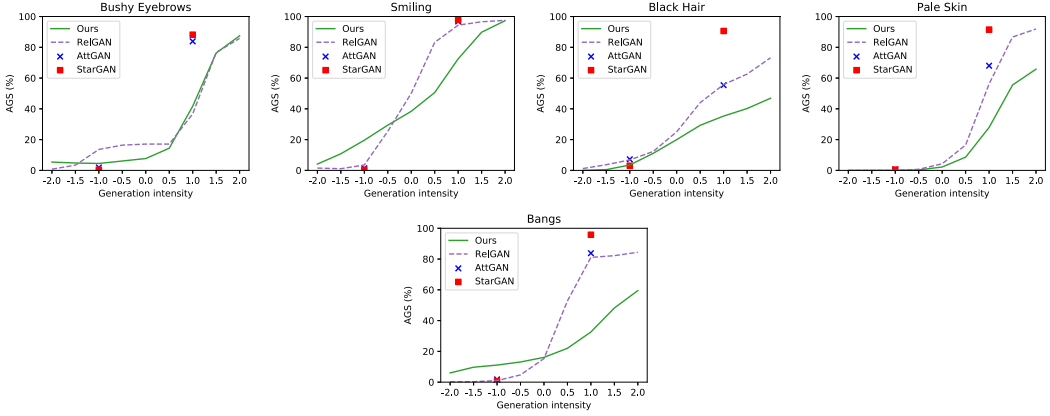 Bushy Eyebrows
AGS (%)
100
80
60
40
20
0
Ours
RelGAN
AttGAN
StarGAN
-2.0 -1.5 -1.0 -0.5 0.0 0.5 1.0 1.5 2.0
Generation intensity
Smiling
AGS (%)
100
80
60
40
20
0
Ours
RelGAN
AttGAN
StarGAN
-2.0 -1.5 -1.0 -0.5 0.0 0.5 1.0 1.5 2.0
Generation intensity
Black Hair
AGS (%)
100
80
60
40
20
0
Ours
RelGAN
AttGAN
StarGAN
-2.0 -1.5 -1.0 -0.5 0.0 0.5 1.0 1.5 2.0
Generation intensity
Pale Skin
AGS (%)
100
80
60
40
20
0
Ours
RelGAN
AttGAN
StarGAN
-2.0 -1.5 -1.0 -0.5 0.0 0.5 1.0 1.5 2.0
Generation intensity
Bangs
AGS (%)
100
80
60
40
20
0
Ours
RelGAN
AttGAN
StarGAN
-2.0 -1.5 -1.0 -0.5 0.0 0.5 1.0 1.5 2.0
Generation intensity